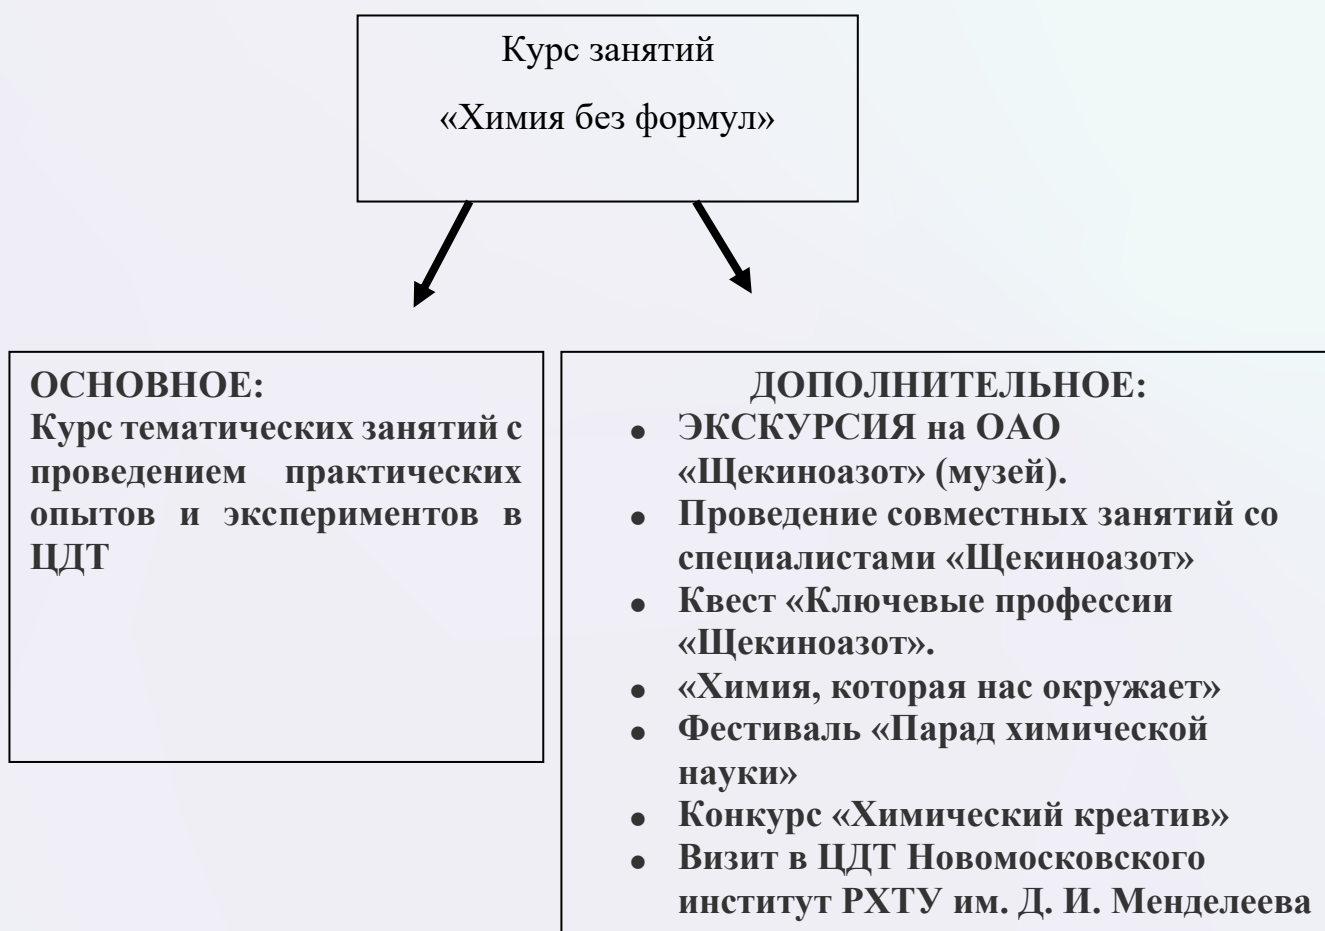 Курс занятий
«Химия без формул»
ОСНОВНОЕ:
Курс тематических занятий с
проведением практических
опытов и экспериментов в
ЦДТ
ДОПОЛНИТЕЛЬНОЕ:
● ЭКСКУРСИЯ на ОАО
«Щекиноазот» (музей).
● Проведение совместных занятий со
специалистами «Щекиноазот»
● Квест «Ключевые профессии
«Щекиноазот».
● «Химия, которая нас окружает»
● Фестиваль «Парад химической
науки»
● Конкурс «Химический креатив»
● Визит в ЦДТ Новомосковского
институт РХТУ им. Д. И. Менделеева